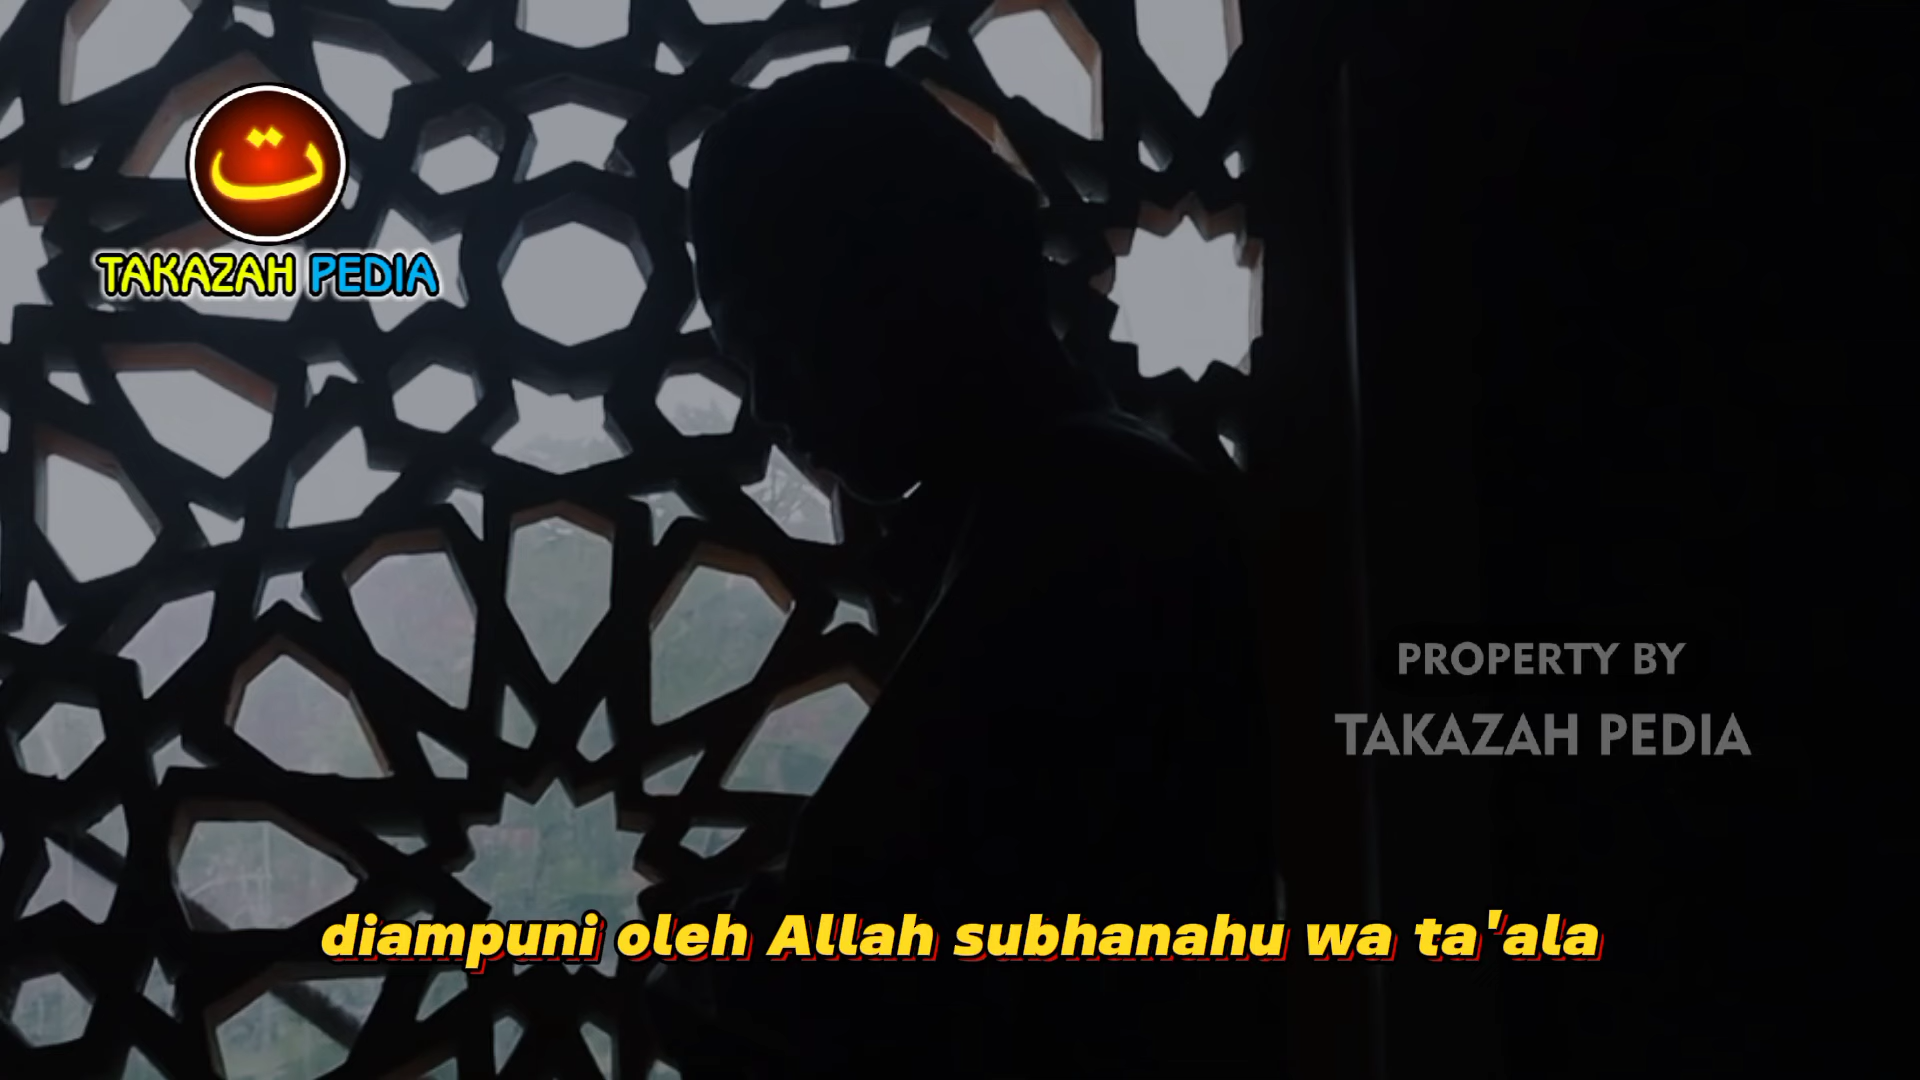 ت
TAKAZAH PEDIA
PROPERTY BY
TAKAZAH PEDIA
diampuni oleh Allah subhanahu wa ta'ala